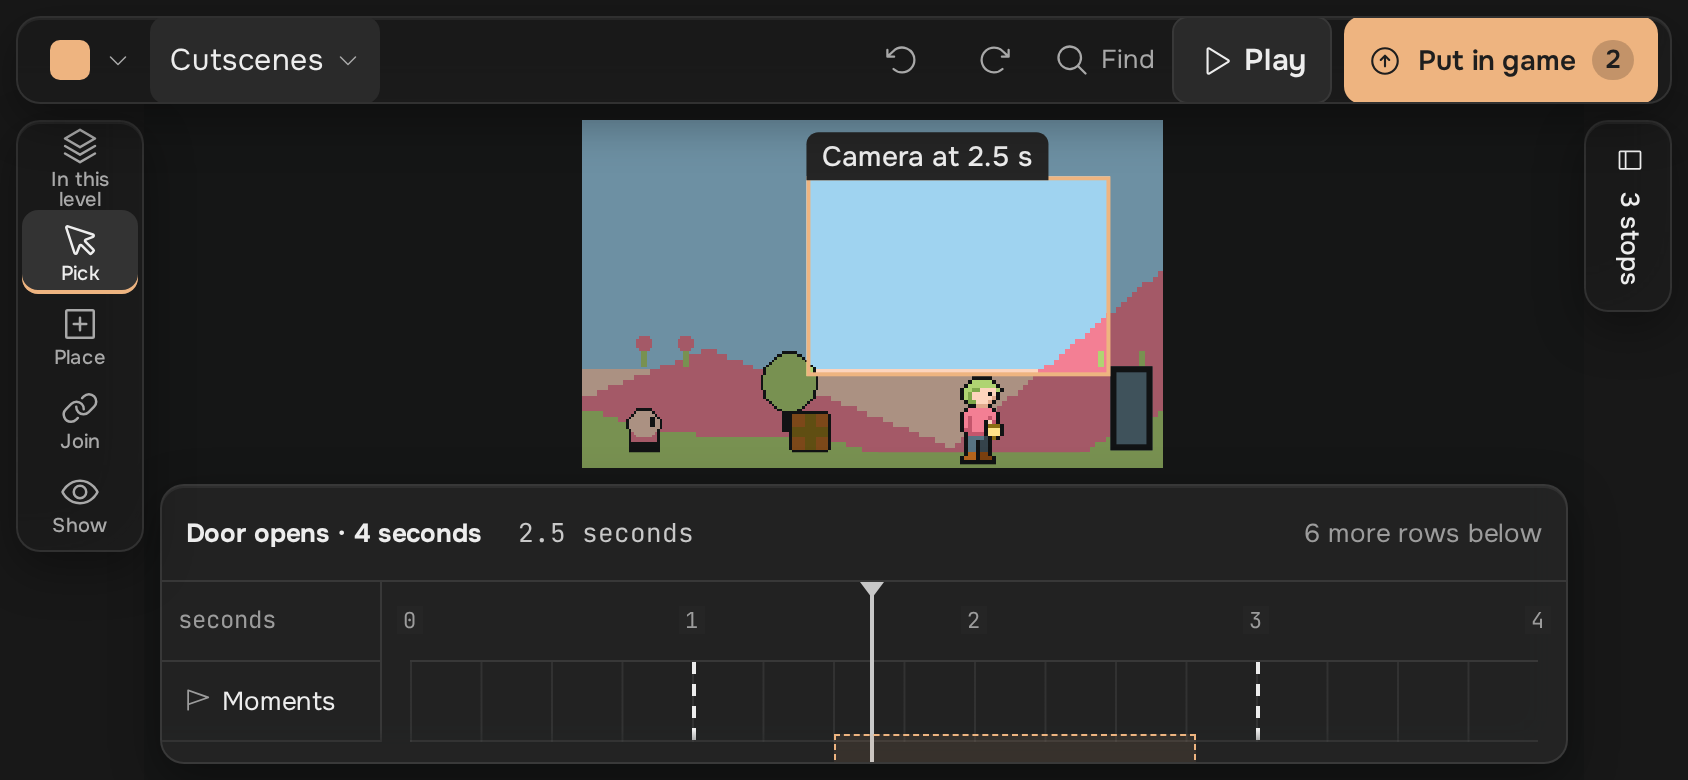 Cutscenes
Find
Play
Put in game 2
In this
level
Pick
Place
Join
Show
Camera at 2.5 s
3 stops
Door opens · 4 seconds 2.5 seconds 6 more rows below
seconds 0 1 2 3 4
Moments